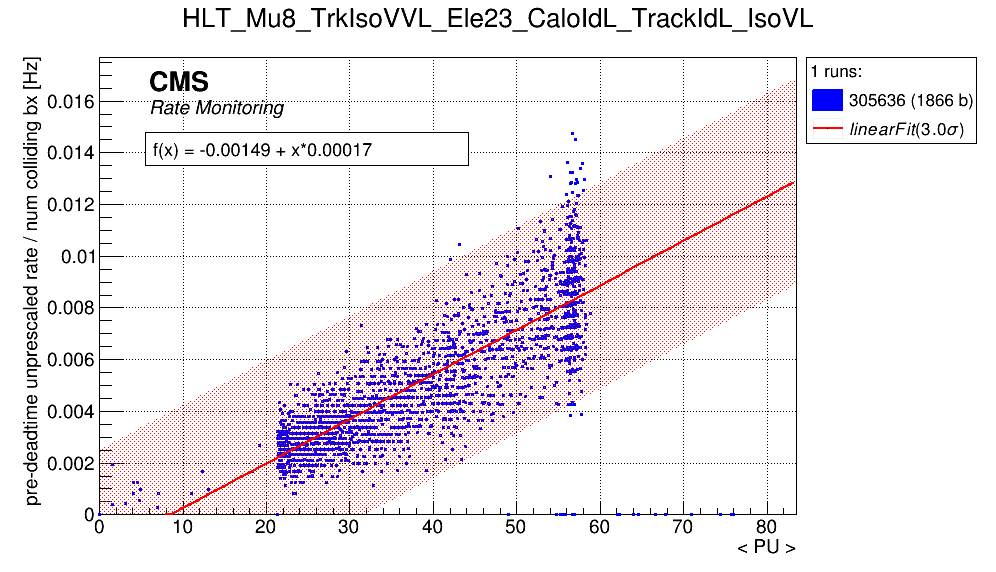 HLT_Mu8_TrkIsoVVL_Ele23_CaloIdL_TrackIdL_IsoVL
pre-deadtime unprescaled rate / num colliding bx [Hz]
CMS
Rate Monitoring
f(x) = -0.00149 + x*0.00017
1 runs:
305636 (1866 b)
linearFit(3.0σ)
0.016
0.014
0.012
0.01
0.008
0.006
0.004
0.002
0
0 10 20 30 40 50 60 70 80
< PU >